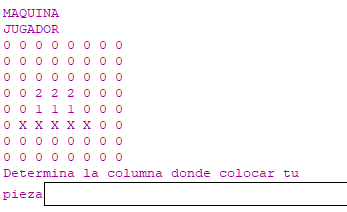 MAQUINA
JUGADOR
0 0 0 0 0 0 0 0
0 0 0 0 0 0 0 0
0 0 0 0 0 0 0 0
0 0 2 2 2 0 0 0
0 0 1 1 1 0 0 0
0 X X X X X 0 0
0 0 0 0 0 0 0 0
0 0 0 0 0 0 0 0
Determina la columna donde colocar tu
pieza